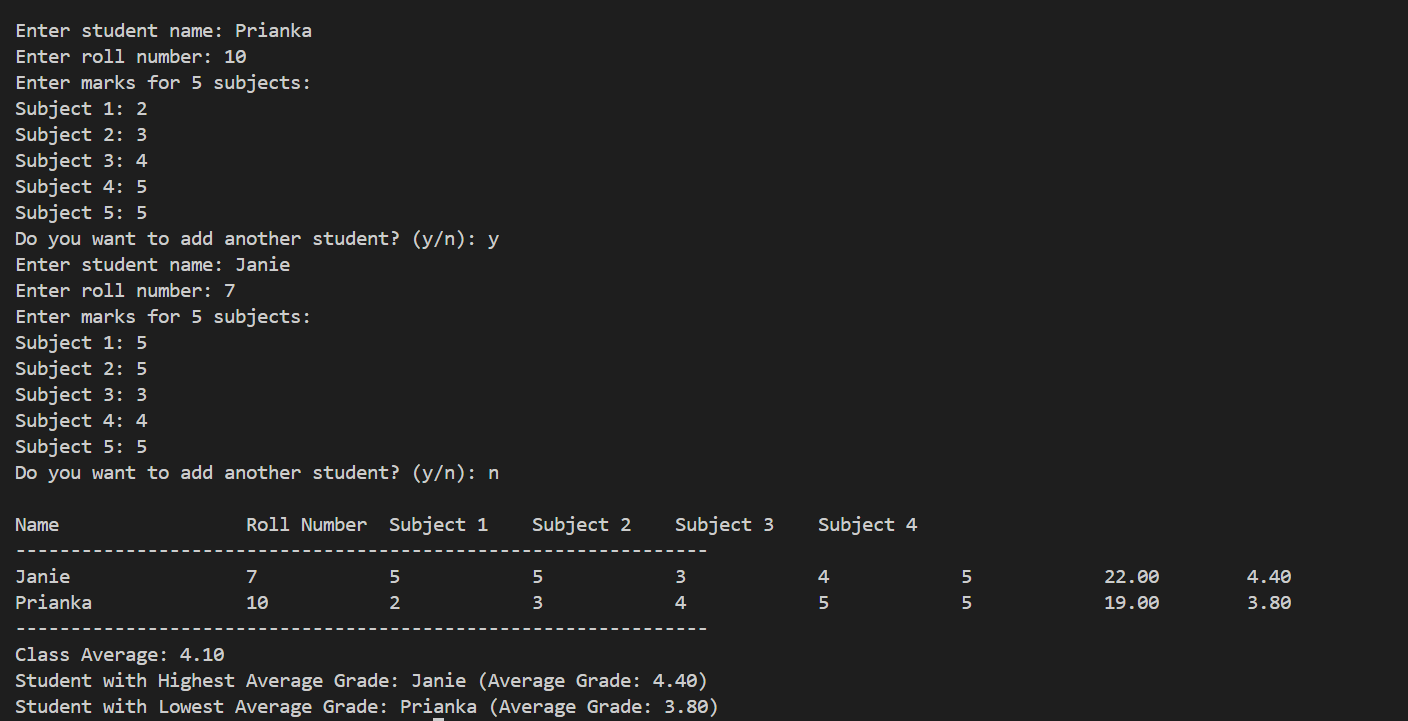 Enter student name: Prianka
Enter roll number: 10
Enter marks for 5 subjects:
Subject 1: 2
Subject 2: 3
Subject 3: 4
Subject 4: 5
Subject 5: 5
Do you want to add another student? (y/n): y
Enter student name: Janie
Enter roll number: 7
Enter marks for 5 subjects:
Subject 1: 5
Subject 2: 5
Subject 3: 3
Subject 4: 4
Subject 5: 5
Do you want to add another student? (y/n): n
Name                 Roll Number  Subject 1    Subject 2    Subject 3    Subject 4
---------------------------------------------------------------
Janie                7            5            5            3            4            5            22.00        4.40
Prianka              10           2            3            4            5            5            19.00        3.80
---------------------------------------------------------------
Class Average: 4.10
Student with Highest Average Grade: Janie (Average Grade: 4.40)
Student with Lowest Average Grade: Prianka (Average Grade: 3.80)